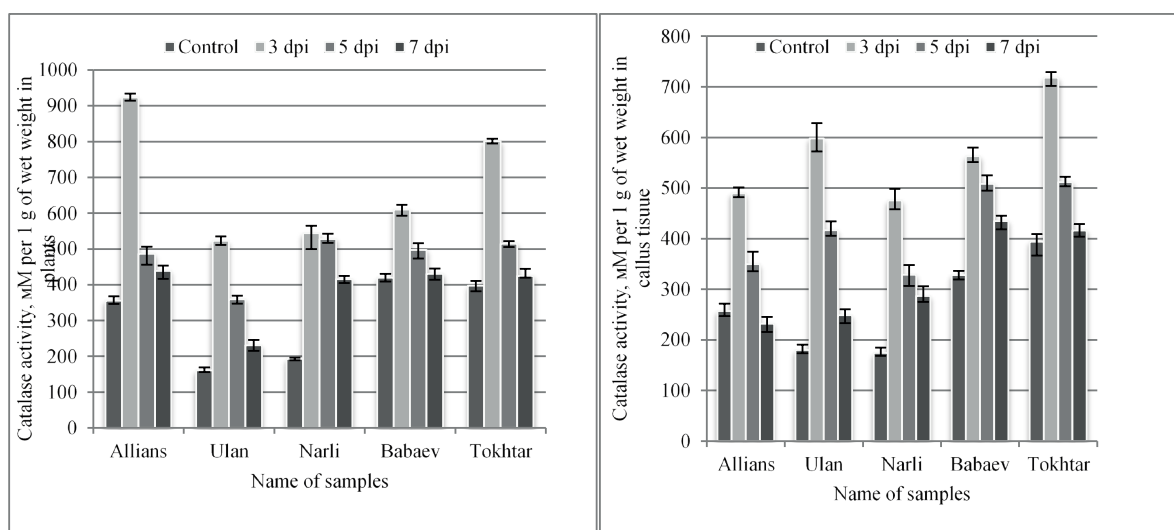 Control 3 dpi 5 dpi 7 dpi
Catalase activity, мM per 1 g of wet weight in
plants
1000
900
800
700
600
500
400
300
200
100
0
Allians Ulan Narli Babaev Tokhtar
Name of samples
Control 3 dpi 5 dpi 7 dpi
Catalase activity, мM per 1 g of wet weight in
callus tisuue
800
700
600
500
400
300
200
100
0
Allians Ulan Narli Babaev Tokhtar
Name of samples